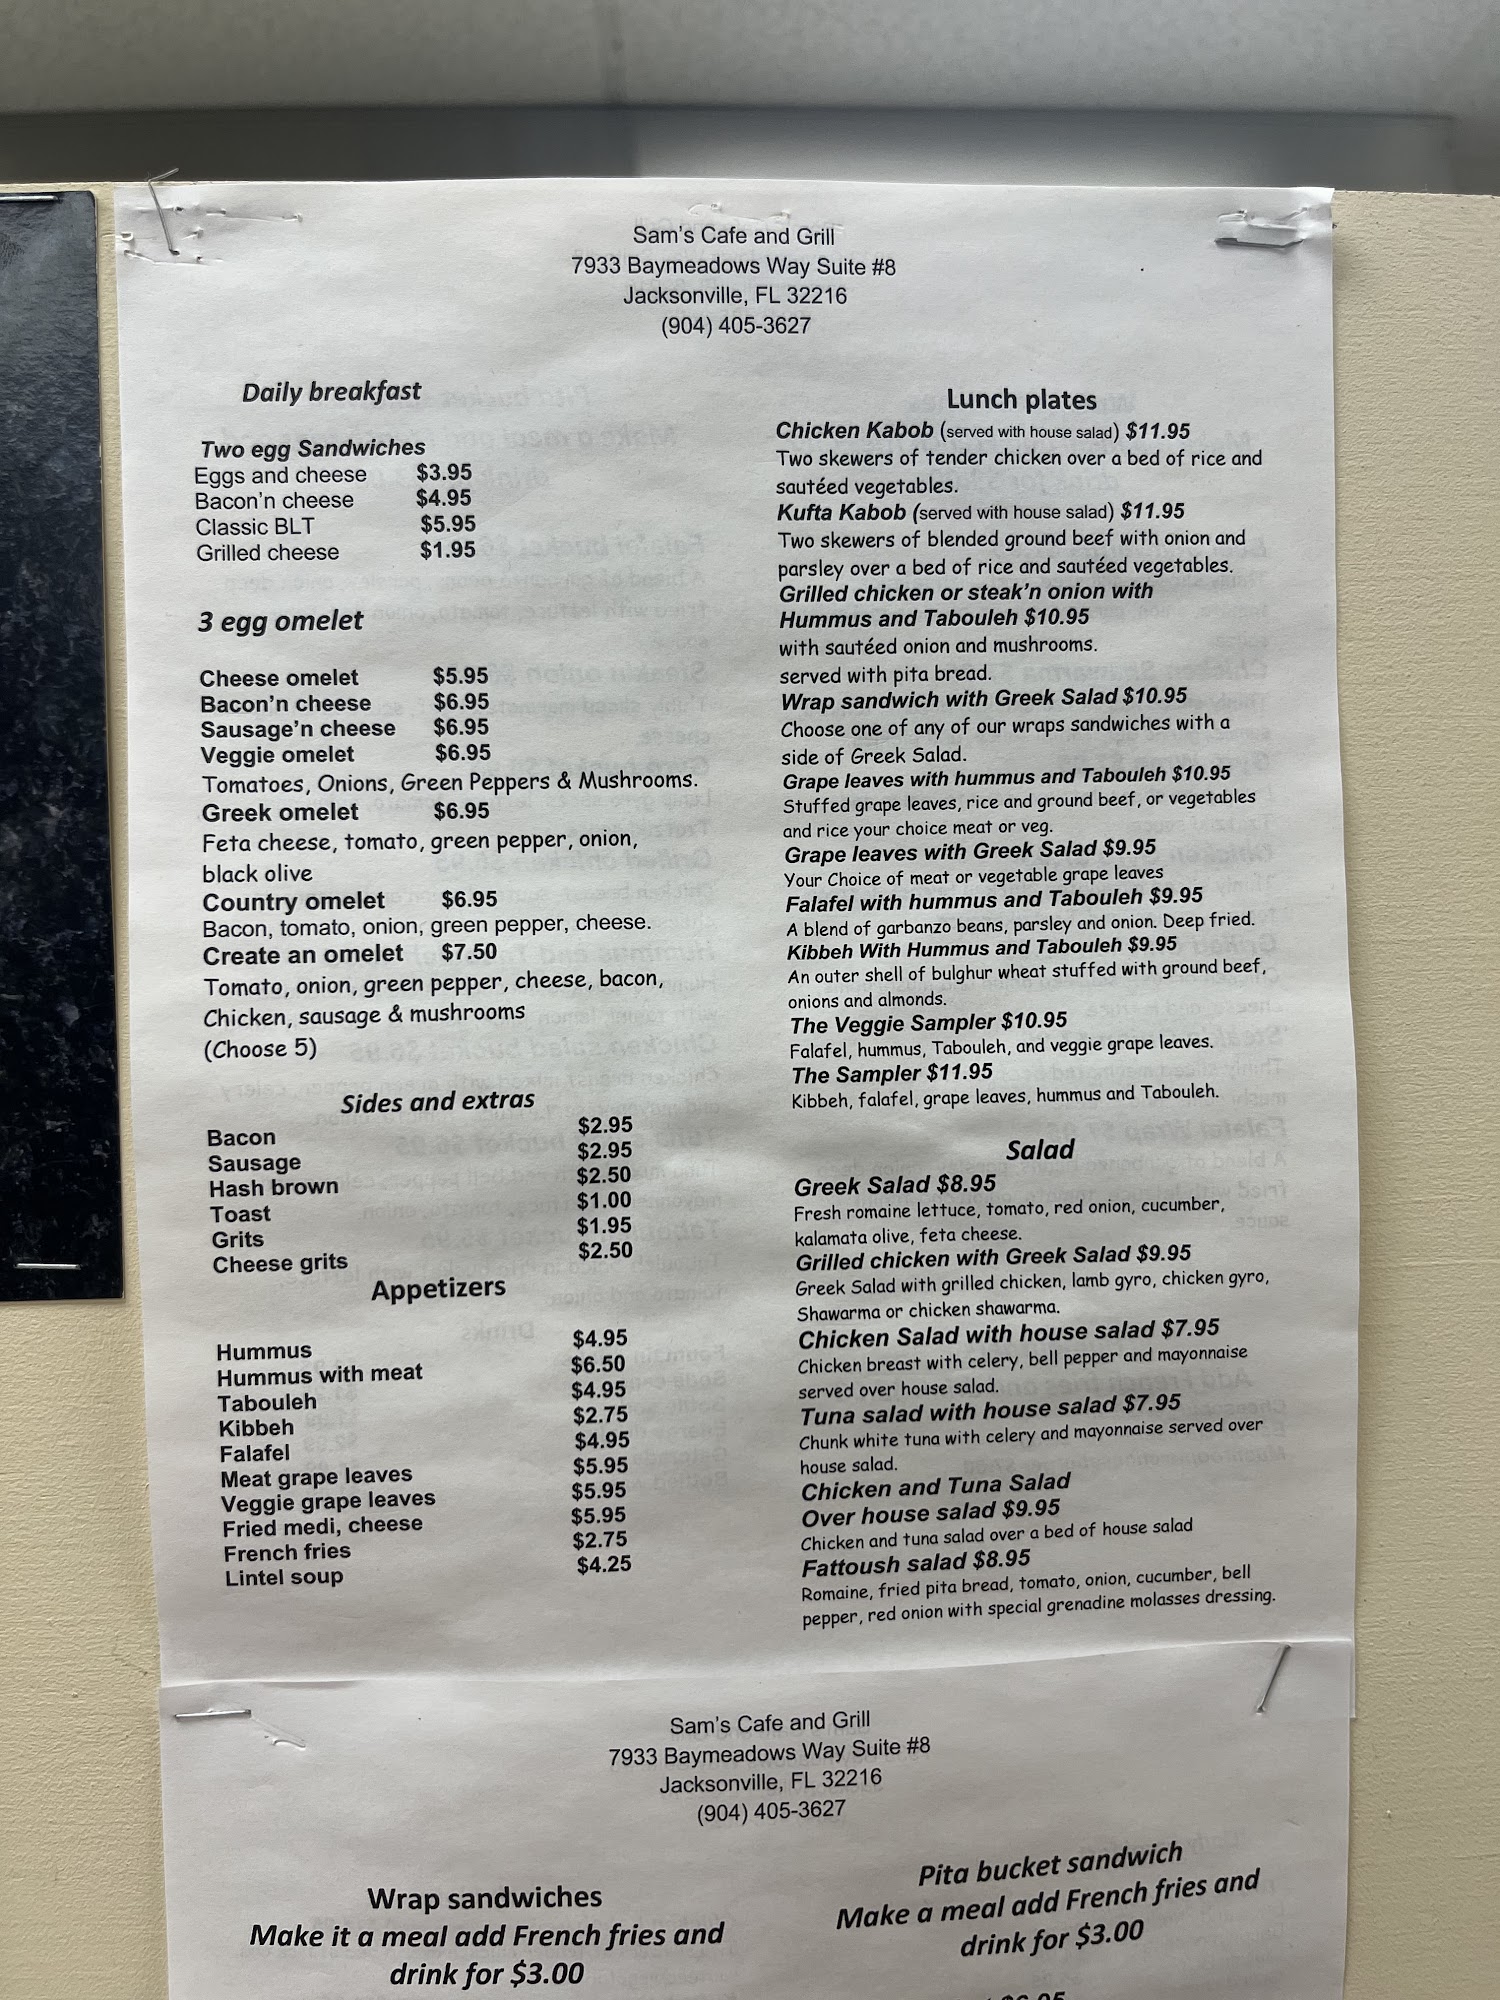 Sam's Cafe and Grill
7933 Baymeadows Way Suite #8
Jacksonville, FL 32216
(904) 405-3627
Daily breakfast
Two egg Sandwiches
Eggs and cheese $3.95
Bacon'n cheese $4.95
Classic BLT $5.95
Grilled cheese $1.95
3 egg omelet
Cheese omelet $5.95
Bacon'n cheese $6.95
Sausage'n cheese $6.95
Veggie omelet $6.95
Tomatoes, Onions, Green Peppers & Mushrooms.
Greek omelet $6.95
Feta cheese, tomato, green pepper, onion,
black olive
Country omelet $6.95
Bacon, tomato, onion, green pepper, cheese.
Create an omelet $7.50
Tomato, onion, green pepper, cheese, bacon,
Chicken, sausage & mushrooms
(Choose 5)
Sides and extras
Bacon $2.95
Sausage $2.95
Hash brown $2.50
Toast $1.00
Grits $1.95
Cheese grits $2.50
Appetizers
Hummus $4.95
Hummus with meat $6.50
Tabouleh $4.95
Kibbeh $2.75
Falafel $4.95
Meat grape leaves $5.95
Veggie grape leaves $5.95
Fried medi, cheese $5.95
French fries $2.75
Lintel soup $4.25
Lunch plates
Chicken Kabob (served with house salad) $11.95
Two skewers of tender chicken over a bed of rice and
sautéed vegetables.
Kufta Kabob (served with house salad) $11.95
Two skewers of blended ground beef with onion and
parsley over a bed of rice and sautéed vegetables.
Grilled chicken or steak'n onion with
Hummus and Tabouleh $10.95
with sautéed onion and mushrooms.
served with pita bread.
Wrap sandwich with Greek Salad $10.95
Choose one of any of our wraps sandwiches with a
side of Greek Salad.
Grape leaves with hummus and Tabouleh $10.95
Stuffed grape leaves, rice and ground beef, or vegetables
and rice your choice meat or veg.
Grape leaves with Greek Salad $9.95
Your Choice of meat or vegetable grape leaves
Falafel with hummus and Tabouleh $9.95
A blend of garbanzo beans, parsley and onion. Deep fried.
Kibbeh With Hummus and Tabouleh $9.95
An outer shell of bulghur wheat stuffed with ground beef,
onions and almonds.
The Veggie Sampler $10.95
Falafel, hummus, Tabouleh, and veggie grape leaves.
The Sampler $11.95
Kibbeh, falafel, grape leaves, hummus and Tabouleh.
Salad
Greek Salad $8.95
Fresh romaine lettuce, tomato, red onion, cucumber,
kalamata olive, feta cheese.
Grilled chicken with Greek Salad $9.95
Greek Salad with grilled chicken, lamb gyro, chicken gyro,
Shawarma or chicken shawarma.
Chicken Salad with house salad $7.95
Chicken breast with celery, bell pepper and mayonnaise
served over house salad.
Tuna salad with house salad $7.95
Chunk white tuna with celery and mayonnaise served over
house salad.
Chicken and Tuna Salad
Over house salad $9.95
Chicken and tuna salad over a bed of house salad
Fattoush salad $8.95
Romaine, fried pita bread, tomato, onion, cucumber, bell
pepper, red onion with special grenadine molasses dressing.
Sam's Cafe and Grill
7933 Baymeadows Way Suite #8
Jacksonville, FL 32216
(904) 405-3627
Wrap sandwiches
Make it a meal add French fries and
drink for $3.00
Pita bucket sandwich
Make a meal add French fries and
drink for $3.00